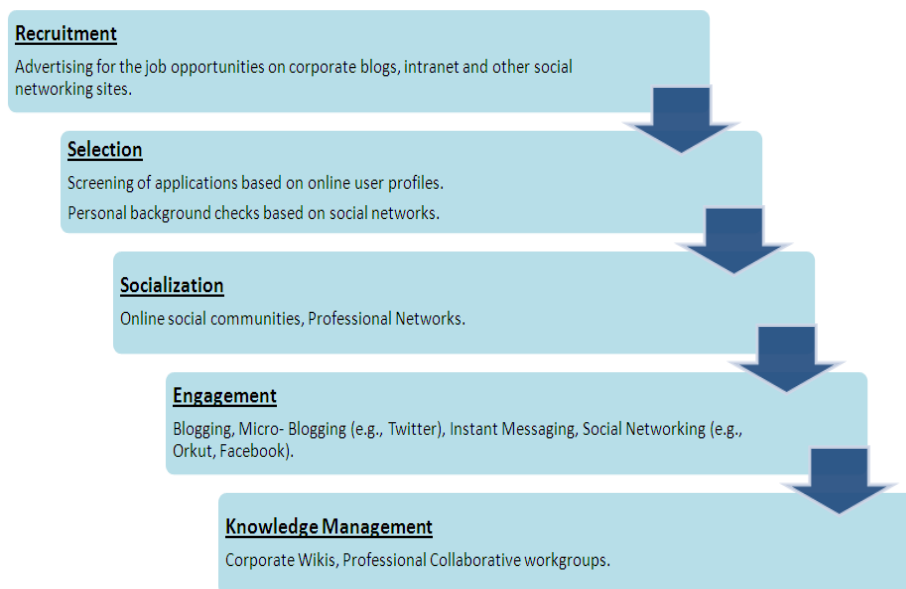 Recruitment
Advertising for the job opportunities on corporate blogs, intranet and other social
networking sites.
Selection
Screening of applications based on online user profiles.
Personal background checks based on social networks.
Socialization
Online social communities, Professional Networks.
Engagement
Blogging, Micro- Blogging (e.g., Twitter), Instant Messaging, Social Networking (e.g.,
Orkut, Facebook).
Knowledge Management
Corporate Wikis, Professional Collaborative workgroups.